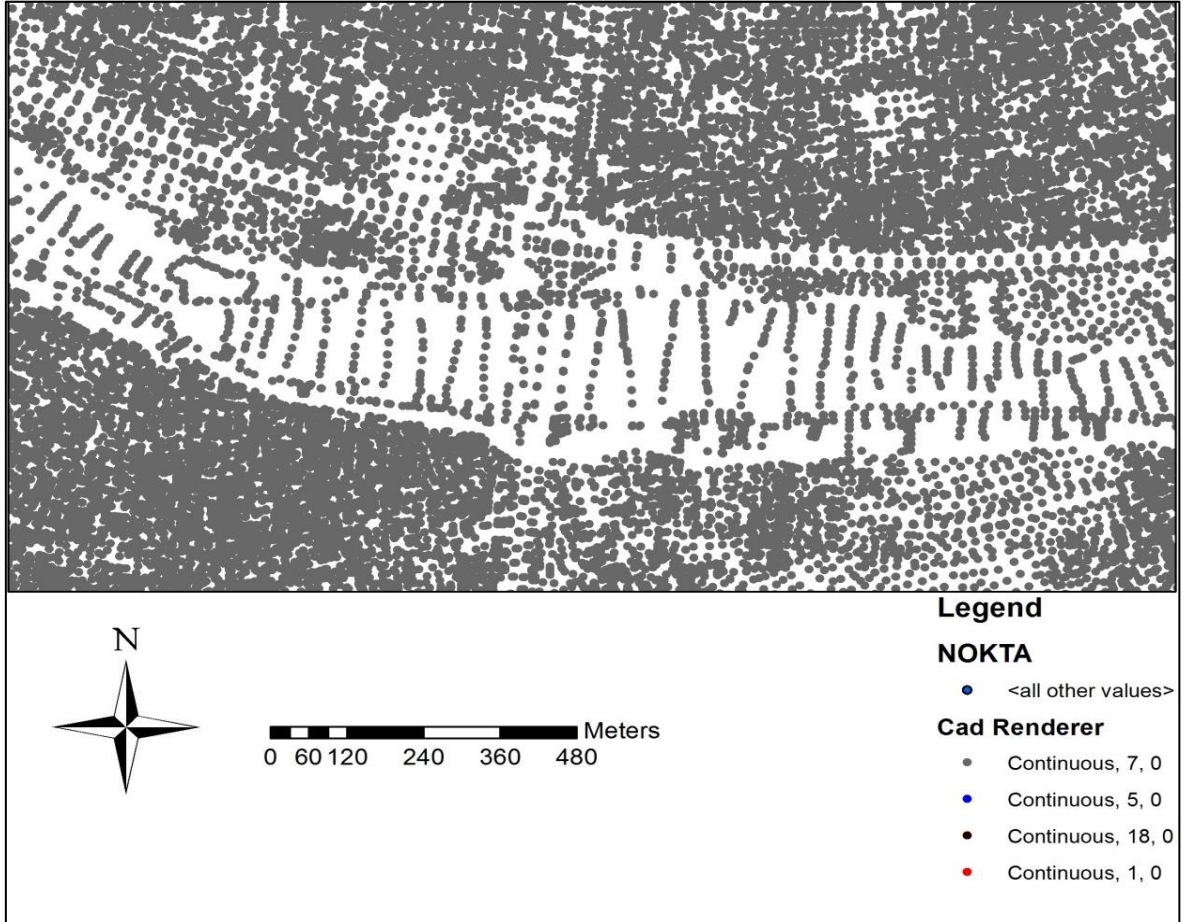 N
Meters
0 60 120 240 360 480
Legend
NOKTA
<all other values>
Cad Renderer
Continuous, 7, 0
Continuous, 5, 0
Continuous, 18, 0
Continuous, 1, 0